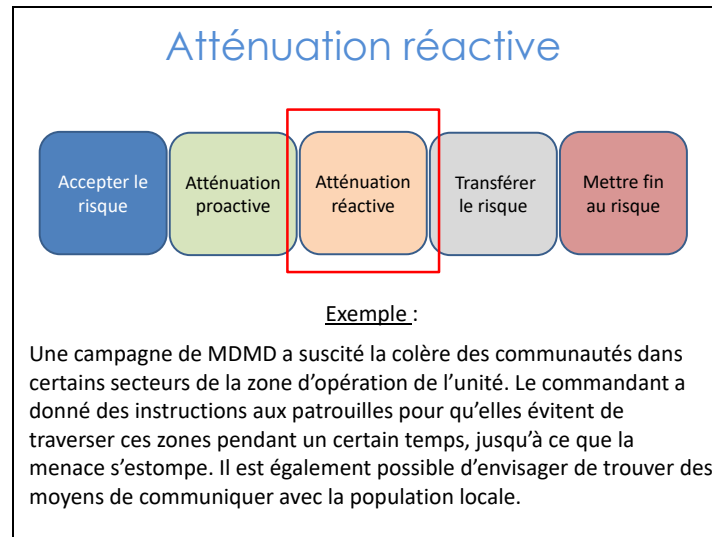 Atténuation réactive
Accepter le
risque
Atténuation
proactive
Atténuation
réactive
Transférer
le risque
Mettre fin
au risque
Exemple :
Une campagne de MDMD a suscité la colère des communautés dans
certains secteurs de la zone d’opération de l’unité. Le commandant a
donné des instructions aux patrouilles pour qu’elles évitent de
traverser ces zones pendant un certain temps, jusqu’à ce que la
menace s’estompe. Il est également possible d’envisager de trouver des
moyens de communiquer avec la population locale.